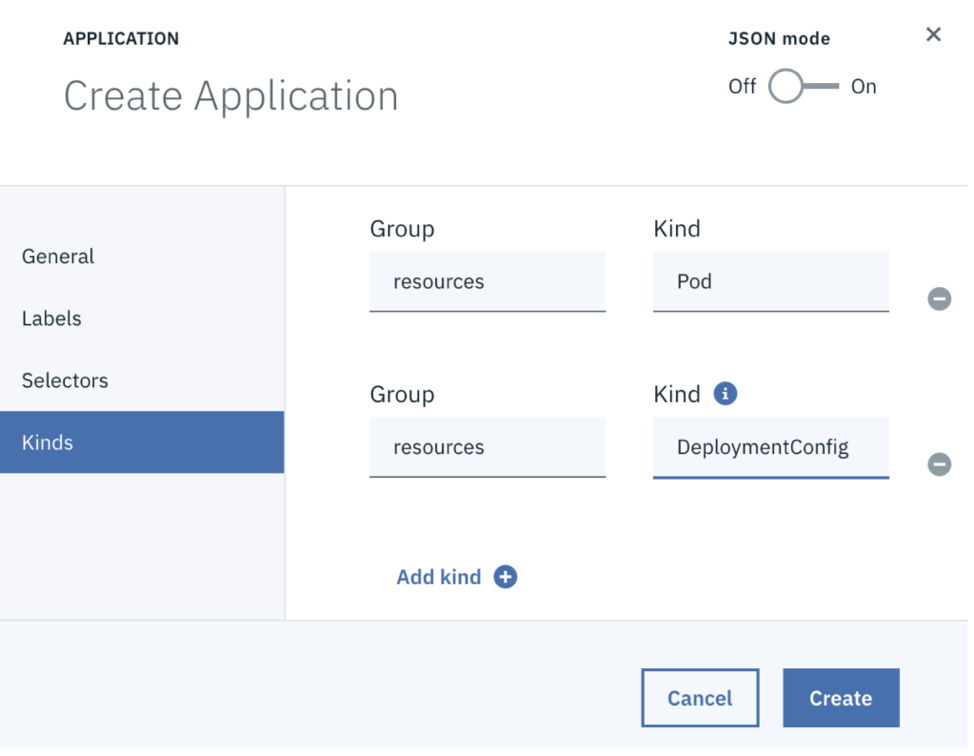 APPLICATION
JSON mode
Create Application
Off On
General
Labels
Selectors
Kinds
Group Kind
resources Pod
Group Kind
resources DeploymentConfig
Add kind
Cancel Create